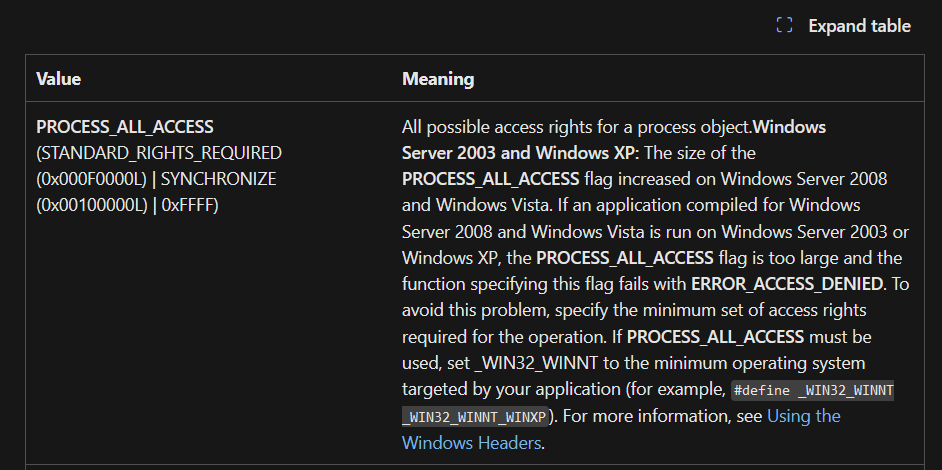 Expand table
Value Meaning
PROCESS_ALL_ACCESS
(STANDARD_RIGHTS_REQUIRED
(0x000F0000L) | SYNCHRONIZE
(0x00100000L) | 0xFFFF)
All possible access rights for a process object.Windows
Server 2003 and Windows XP: The size of the
PROCESS_ALL_ACCESS flag increased on Windows Server 2008
and Windows Vista. If an application compiled for Windows
Server 2008 and Windows Vista is run on Windows Server 2003 or
Windows XP, the PROCESS_ALL_ACCESS flag is too large and the
function specifying this flag fails with ERROR_ACCESS_DENIED. To
avoid this problem, specify the minimum set of access rights
required for the operation. If PROCESS_ALL_ACCESS must be
used, set _WIN32_WINNT to the minimum operating system
targeted by your application (for example, #define _WIN32_WINNT
_WIN32_WINNT_WINXP). For more information, see Using the
Windows Headers.